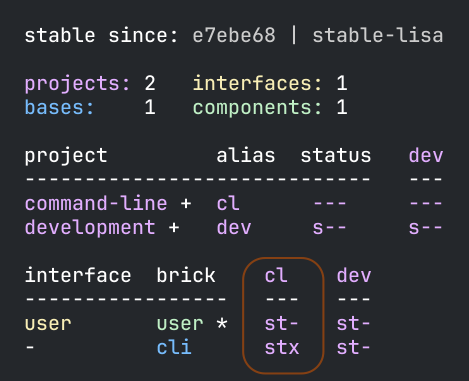 stable since: e7ebe68 | stable-lisa
projects: 2   interfaces: 1
bases:    1   components: 1
project         alias  status   dev
-----------------------------   ---
command-line +  cl      ---     ---
development +   dev     s--     s--
interface  brick    cl    dev
-----------------   ---   ---
user       user *   st-   st-
-          cli      stx   st-